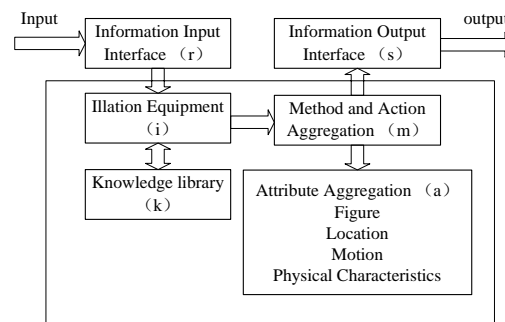 Input
output
Information Input
Interface （r）
Information Output
Interface （s）
Illation Equipment
（i）
Method and Action
Aggregation （m）
Knowledge library
（k）
Attribute Aggregation （a）
Figure
Location
Motion
Physical Characteristics